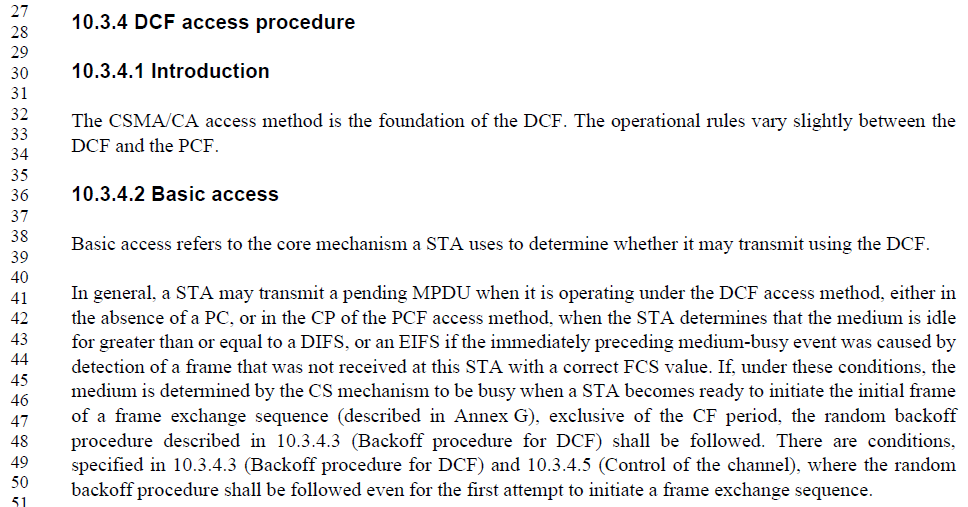 27
28
29
30
31
32
33
34
35
36
37
38
39
40
41
42
43
44
45
46
47
48
49
50
51
10.3.4 DCF access procedure
10.3.4.1 Introduction
The CSMA/CA access method is the foundation of the DCF. The operational rules vary slightly between the
DCF and the PCF.
10.3.4.2 Basic access
Basic access refers to the core mechanism a STA uses to determine whether it may transmit using the DCF.
In general, a STA may transmit a pending MPDU when it is operating under the DCF access method, either in
the absence of a PC, or in the CP of the PCF access method, when the STA determines that the medium is idle
for greater than or equal to a DIFS, or an EIFS if the immediately preceding medium-busy event was caused by
detection of a frame that was not received at this STA with a correct FCS value. If, under these conditions, the
medium is determined by the CS mechanism to be busy when a STA becomes ready to initiate the initial frame
of a frame exchange sequence (described in Annex G), exclusive of the CF period, the random backoff
procedure described in 10.3.4.3 (Backoff procedure for DCF) shall be followed. There are conditions,
specified in 10.3.4.3 (Backoff procedure for DCF) and 10.3.4.5 (Control of the channel), where the random
backoff procedure shall be followed even for the first attempt to initiate a frame exchange sequence.